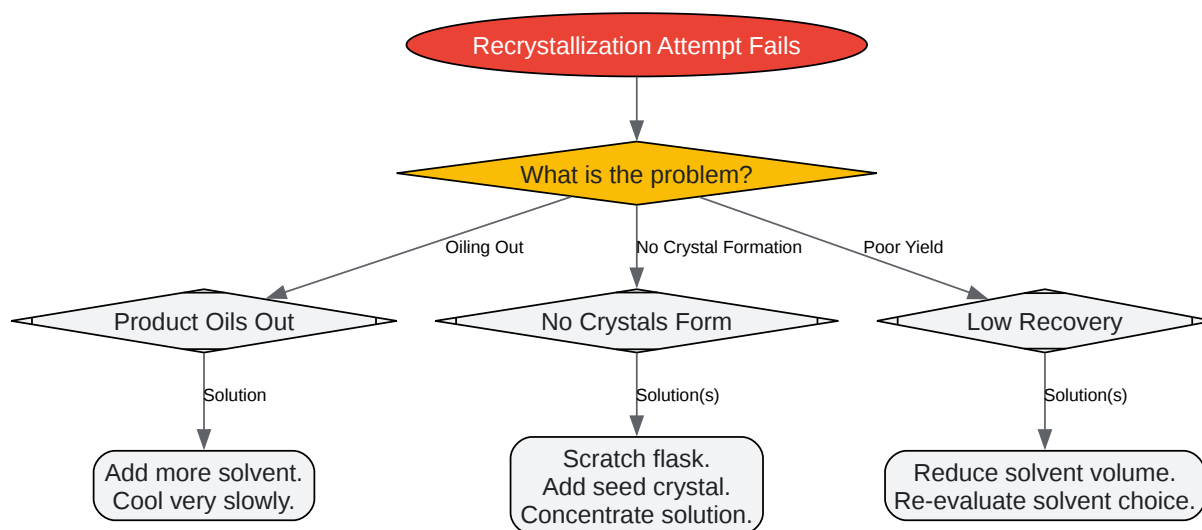 Recrystallization Attempt Fails
What is the problem?
Oiling Out
No Crystal Formation
Poor Yield
Product Oils Out
No Crystals Form
Low Recovery
Solution
Solution(s)
Solution(s)
Add more solvent.
Cool very slowly.
Scratch flask.
Add seed crystal.
Concentrate solution.
Reduce solvent volume.
Re-evaluate solvent choice.